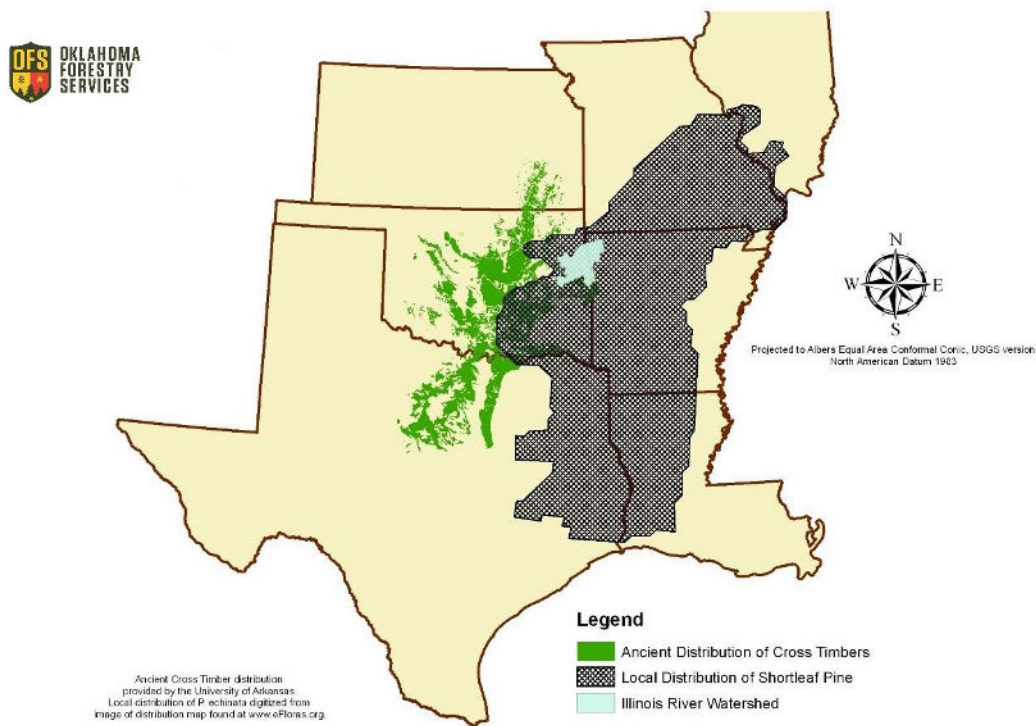 OFS
OKLAHOMA
FORESTRY
SERVICES
N
W
E
S
Projected to Albers Equal Area Conformal Conic, USGS version
North American Datum 1983
Legend
Ancient Distribution of Cross Timbers
Local Distribution of Shortleaf Pine
Illinois River Watershed
Ancient Cross Timber distribution
provided by the University of Arkansas.
Local distribution of P. echinata digitized from
image of distribution map found at www.eFloras.org.